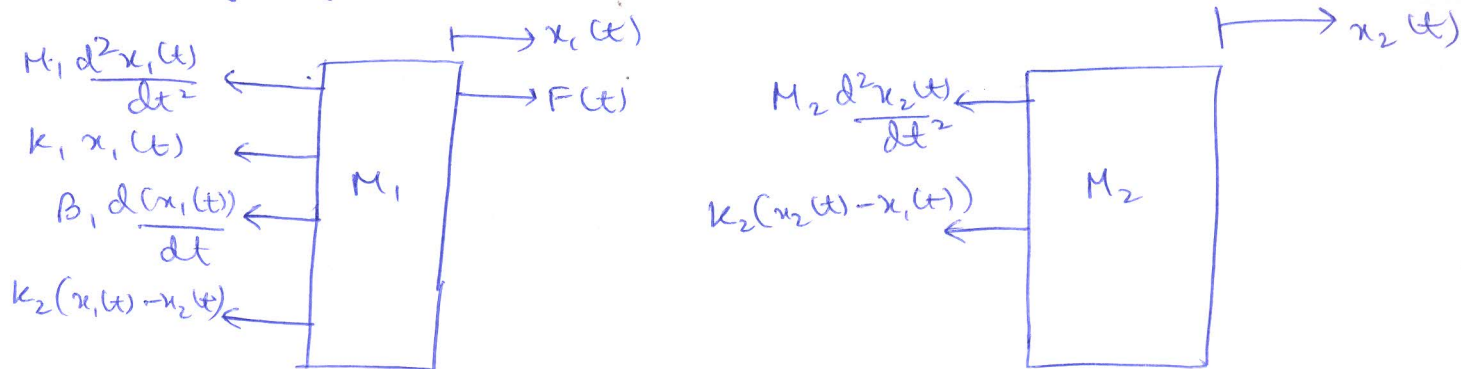 M₁ d²x₁(t)/dt²
K₁ x₁(t)
B₁ d(x₁(t))/dt
K₂(x₁(t)-x₂(t)
M₁
x₁(t)
F(t)
M₂ d²x₂(t)/dt²
K₂(x₂(t)-x₁(t))
M₂
x₂(t)